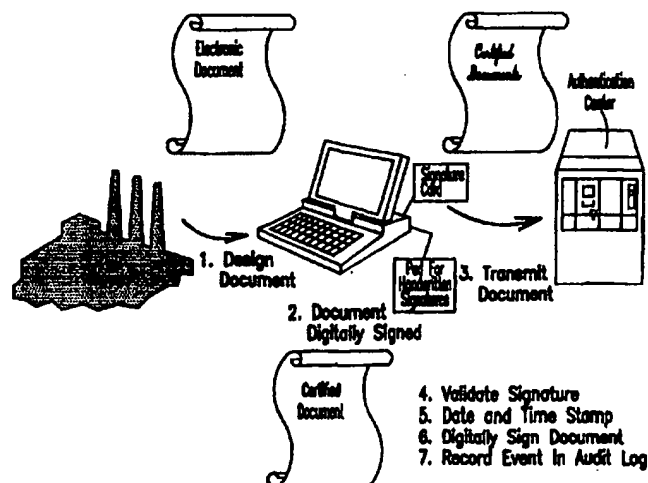 Electronic
Document
Certified
Documents
Authentication
Center
Signature
Card
1. Design
Document
Pad For
Handwritten
Signatures
3. Transmit
Document
2. Document
Digitally Signed
Certified
Document
4. Validate Signature
5. Date and Time Stamp
6. Digitally Sign Document
7. Record Event In Audit Log